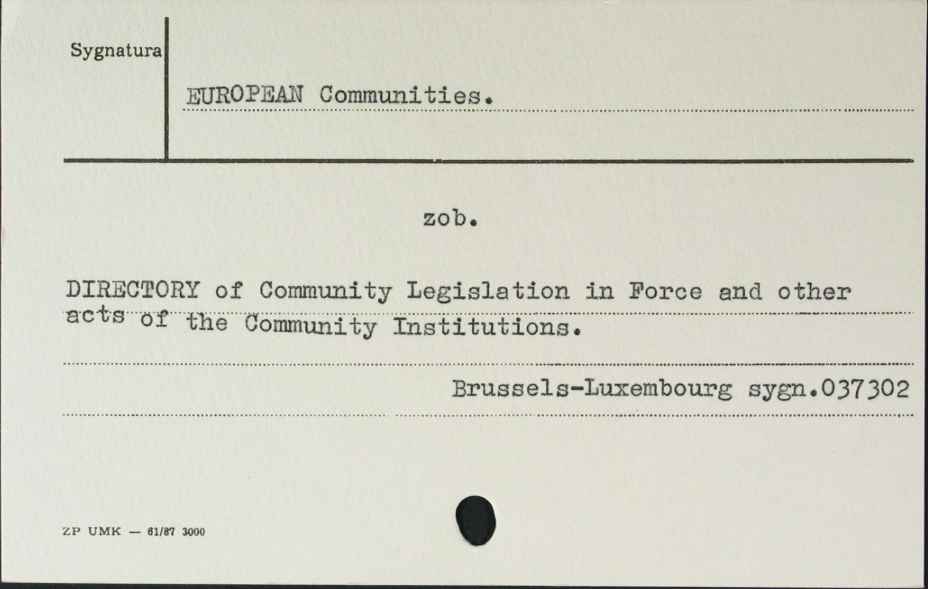 Sygnatura
EUROPEAN Communities.
zob.
DIRECTORY of Community Legislation in Force and other
acts of the Community Institutions.
Brussels-Luxembourg sygn.037302
ZP UMK — 61/87 3000